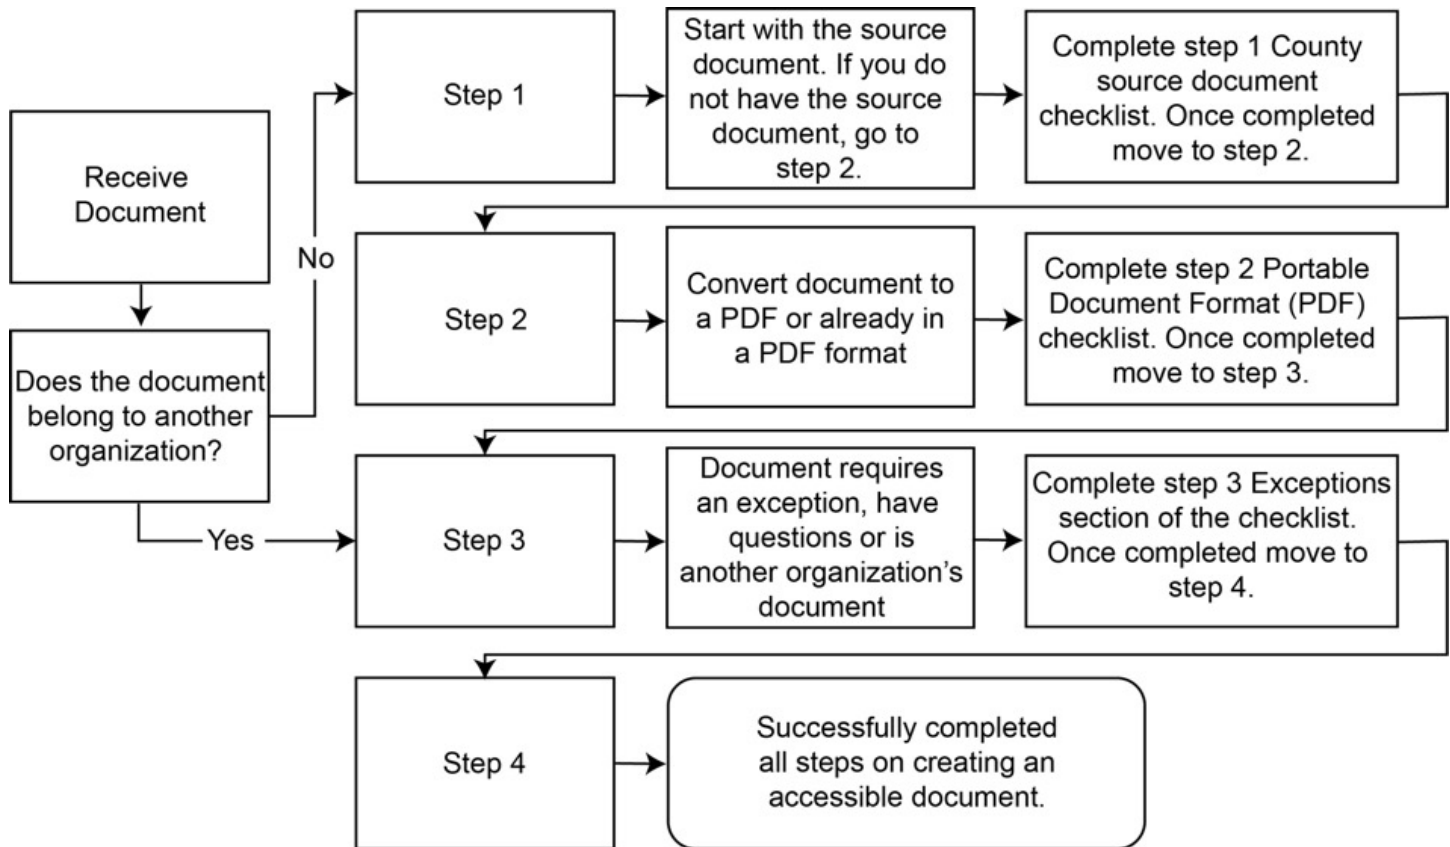 Receive
Document
Does the document
belong to another
organization?
No
Yes
Step 1
Start with the source
document. If you do
not have the source
document, go to
step 2.
Complete step 1 County
source document
checklist. Once completed
move to step 2.
Step 2
Convert document to
a PDF or already in
a PDF format
Complete step 2 Portable
Document Format (PDF)
checklist. Once completed
move to step 3.
Step 3
Document requires
an exception, have
questions or is
another organization’s
document
Complete step 3 Exceptions
section of the checklist.
Once completed move to
step 4.
Step 4
Successfully completed
all steps on creating an
accessible document.